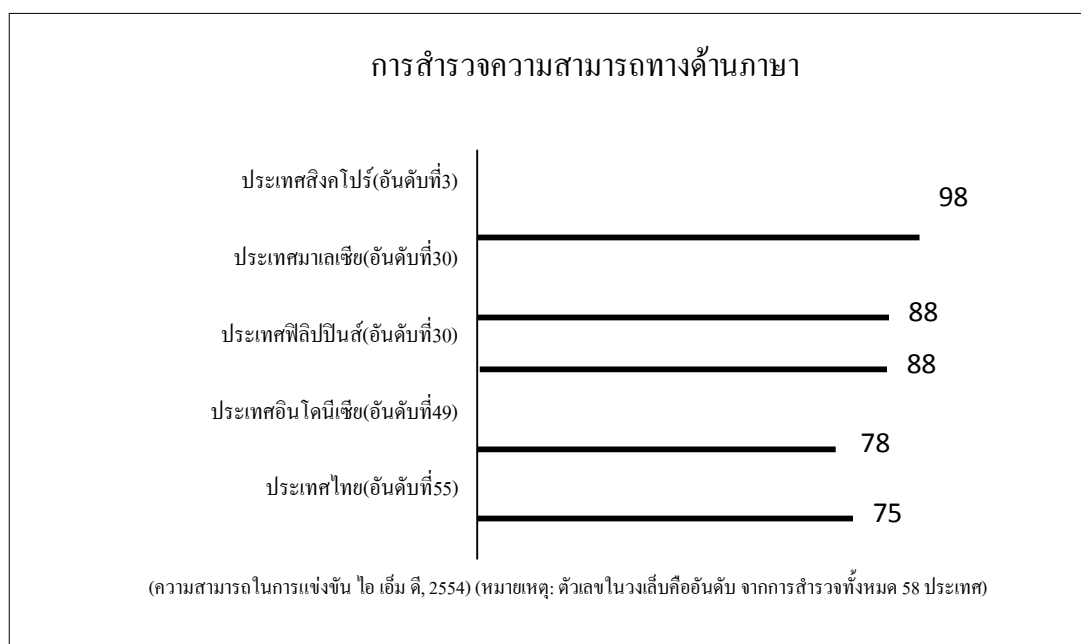 การสำรวจความสามารถทางด้านภาษา
ประเทศสิงคโปร์(อันดับที่3)
98
ประเทศมาเลเซีย(อันดับที่30)
88
ประเทศฟิลิปปินส์(อันดับที่30)
88
ประเทศอินโดนีเซีย(อันดับที่49)
78
ประเทศไทย(อันดับที่55)
75
(ความสามารถในการแข่งขัน ไอ เอ็ม ดี, 2554) (หมายเหตุ: ตัวเลขในวงเล็บคืออันดับ จากการสำรวจทั้งหมด 58 ประเทศ)